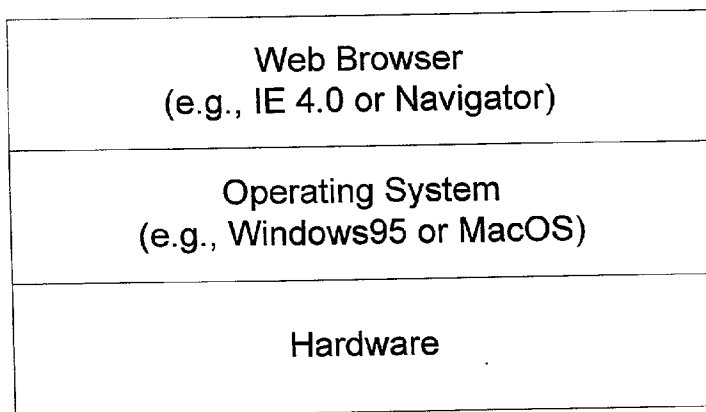 Web Browser
(e.g., IE 4.0 or Navigator)
Operating System
(e.g., Windows95 or MacOS)
Hardware